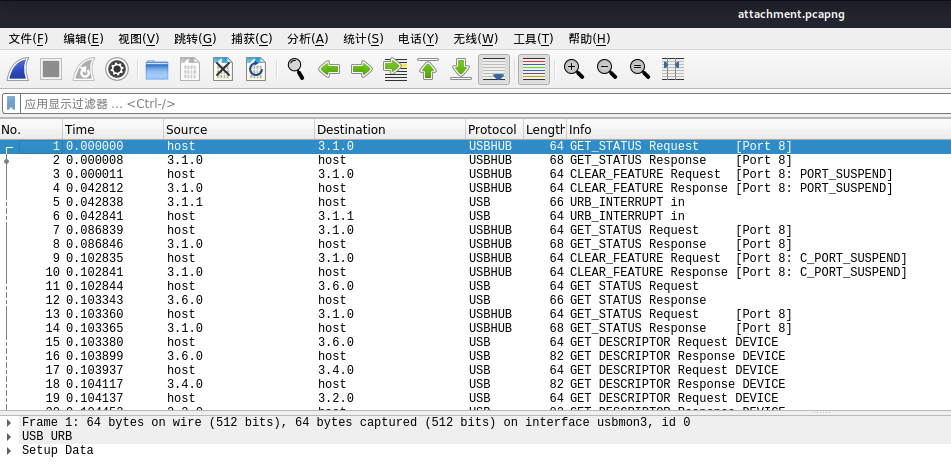 attachment.pcapng
文件(F) 编辑(E) 视图(V) 跳转(G) 捕获(C) 分析(A) 统计(S) 电话(Y) 无线(W) 工具(T) 帮助(H)
应用显示过滤器 … <Ctrl-/>
No. Time Source Destination Protocol Length Info
1 0.000000 host 3.1.0 USBHUB 64 GET_STATUS Request [Port 8]
2 0.000008 3.1.0 host USBHUB 68 GET_STATUS Response [Port 8]
3 0.000011 host 3.1.0 USBHUB 64 CLEAR_FEATURE Request [Port 8: PORT_SUSPEND]
4 0.042812 3.1.0 host USBHUB 64 CLEAR_FEATURE Response [Port 8: PORT_SUSPEND]
5 0.042838 3.1.1 host USB 66 URB_INTERRUPT in
6 0.042841 host 3.1.1 USB 64 URB_INTERRUPT in
7 0.086839 host 3.1.0 USBHUB 64 GET_STATUS Request [Port 8]
8 0.086846 3.1.0 host USBHUB 68 GET_STATUS Response [Port 8]
9 0.102835 host 3.1.0 USBHUB 64 CLEAR_FEATURE Request [Port 8: C_PORT_SUSPEND]
10 0.102841 3.1.0 host USBHUB 64 CLEAR_FEATURE Response [Port 8: C_PORT_SUSPEND]
11 0.102844 host 3.6.0 USB 64 GET STATUS Request
12 0.103343 3.6.0 host USB 66 GET STATUS Response
13 0.103360 host 3.1.0 USBHUB 64 GET_STATUS Request [Port 8]
14 0.103365 3.1.0 host USBHUB 68 GET_STATUS Response [Port 8]
15 0.103380 host 3.6.0 USB 64 GET DESCRIPTOR Request DEVICE
16 0.103899 3.6.0 host USB 82 GET DESCRIPTOR Response DEVICE
17 0.103937 host 3.4.0 USB 64 GET DESCRIPTOR Request DEVICE
18 0.104117 3.4.0 host USB 82 GET DESCRIPTOR Response DEVICE
19 0.104137 host 3.2.0 USB 64 GET DESCRIPTOR Request DEVICE
Frame 1: 64 bytes on wire (512 bits), 64 bytes captured (512 bits) on interface usbmon3, id 0
USB URB
Setup Data